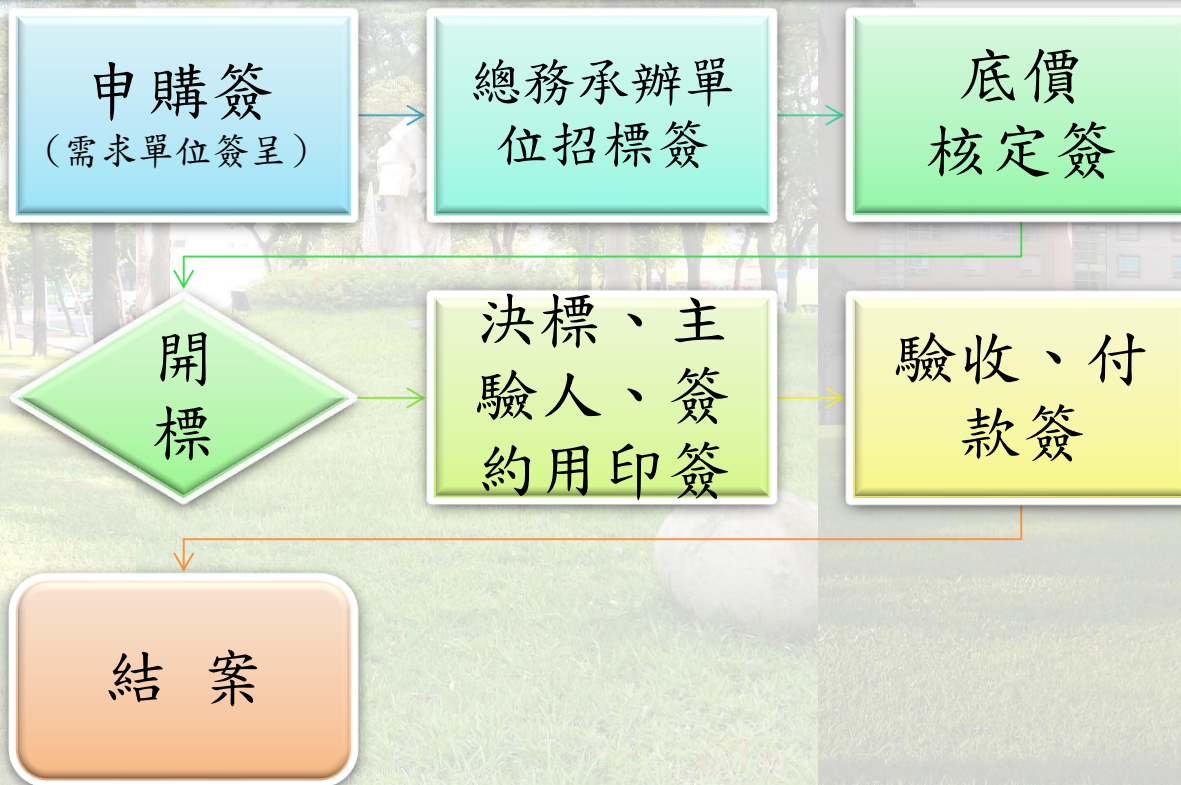 申購簽
（需求單位簽呈）
總務承辦單
位招標簽
底價
核定簽
開
標
決標、主
驗人、簽
約用印簽
驗收、付
款簽
結 案